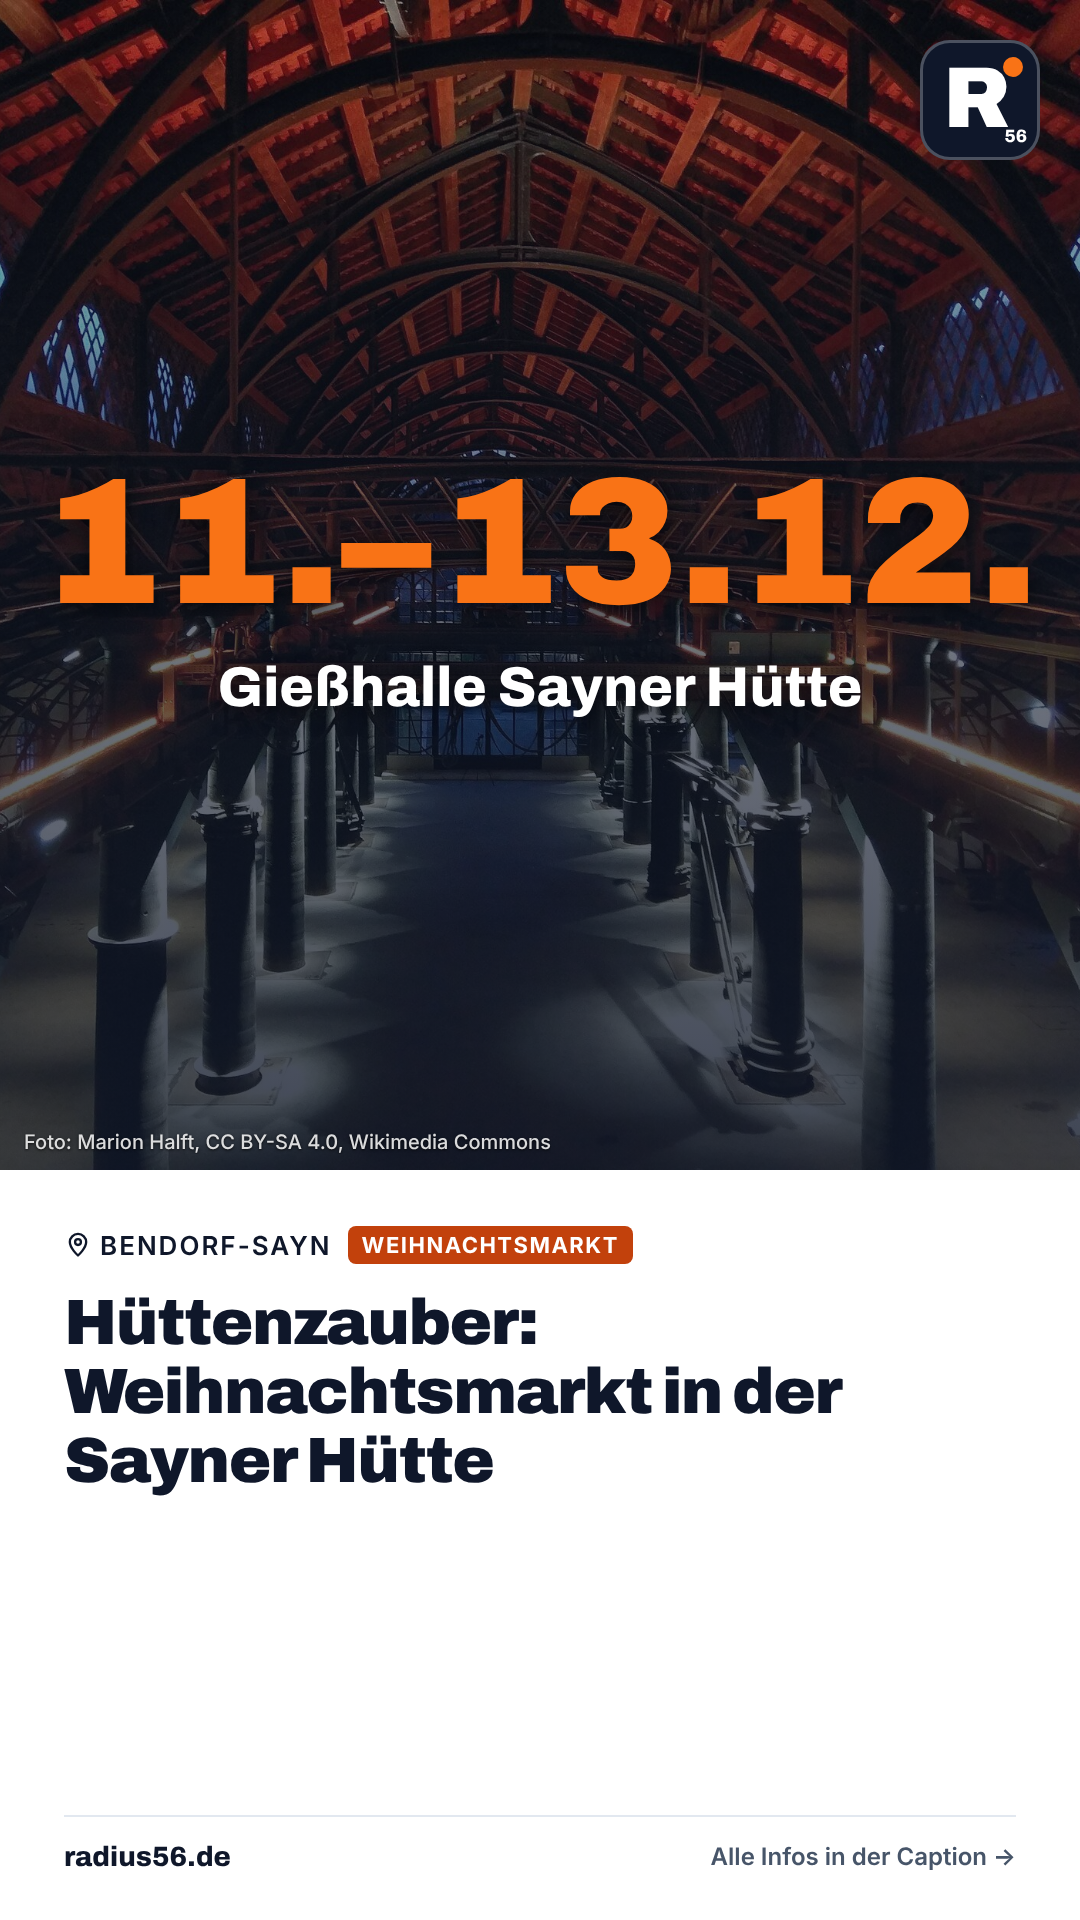 R
56
11.–13.12.
Gießhalle Sayner Hütte
Foto: Marion Halft, CC BY-SA 4.0, Wikimedia Commons
BENDORF-SAYN WEIHNACHTSMARKT
Hüttenzauber:
Weihnachtsmarkt in der
Sayner Hütte
radius56.de Alle Infos in der Caption →